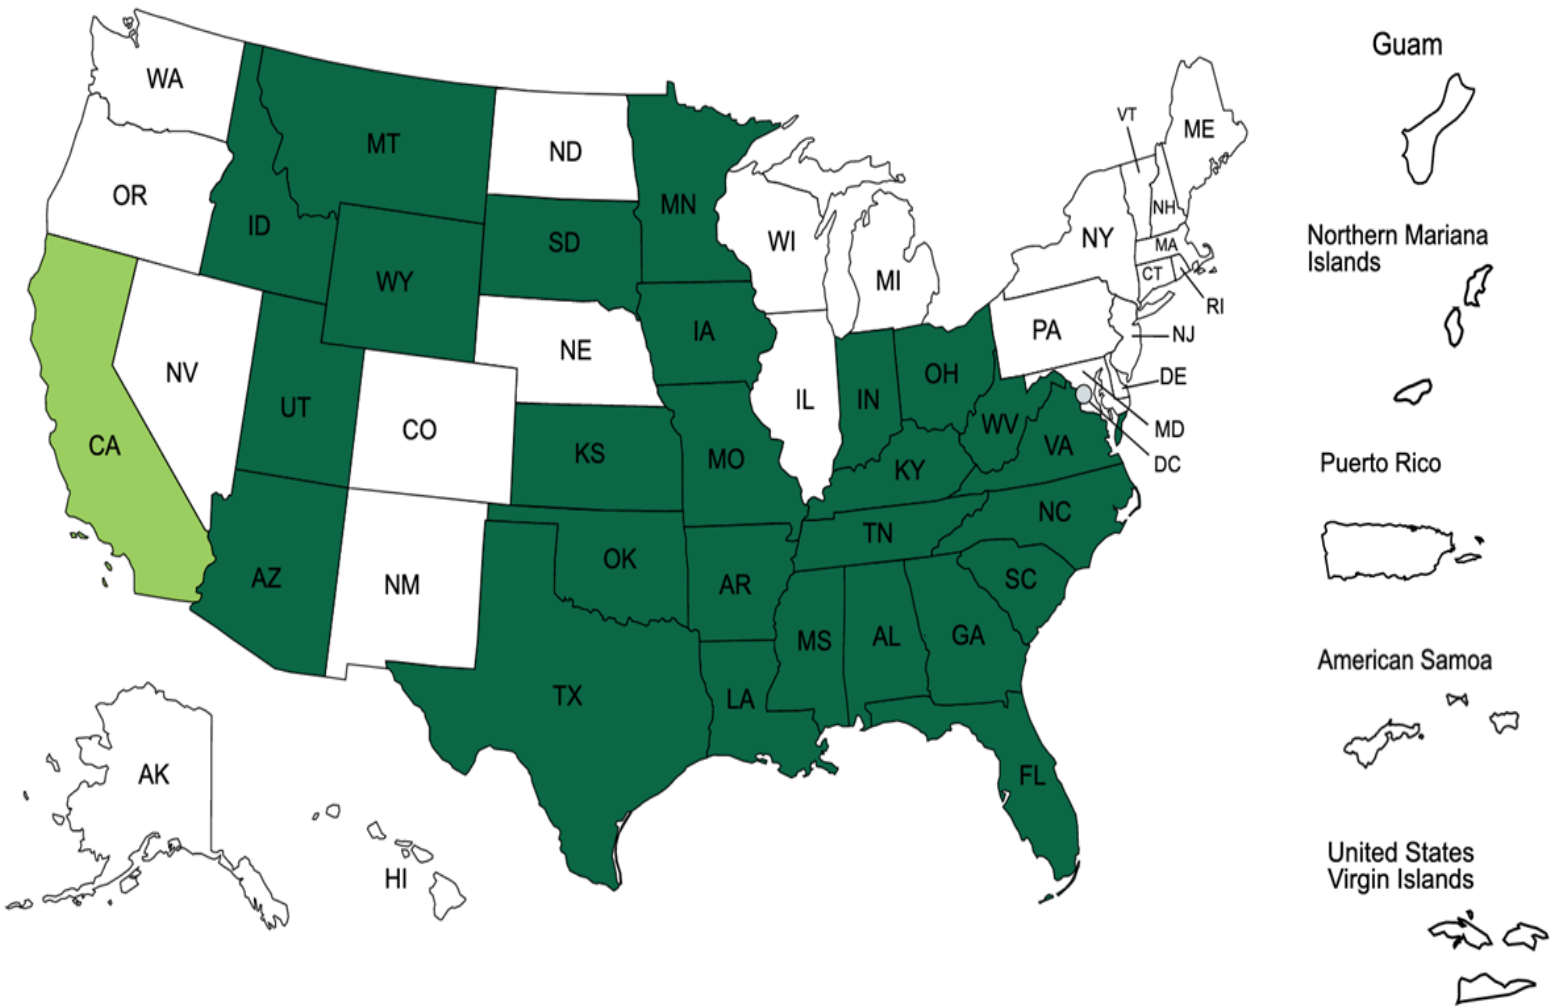 WA
OR
CA
NV
ID
MT
WY
UT
AZ
CO
NM
ND
SD
NE
KS
OK
TX
MN
IA
MO
AR
LA
WI
IL
MI
IN
OH
KY
TN
MS
AL
GA
FL
SC
NC
VA
WV
PA
NY
VT
NH
ME
MA
CT
RI
NJ
DE
MD
DC
AK
HI
Guam
Northern Mariana
Islands
Puerto Rico
American Samoa
United States
Virgin Islands